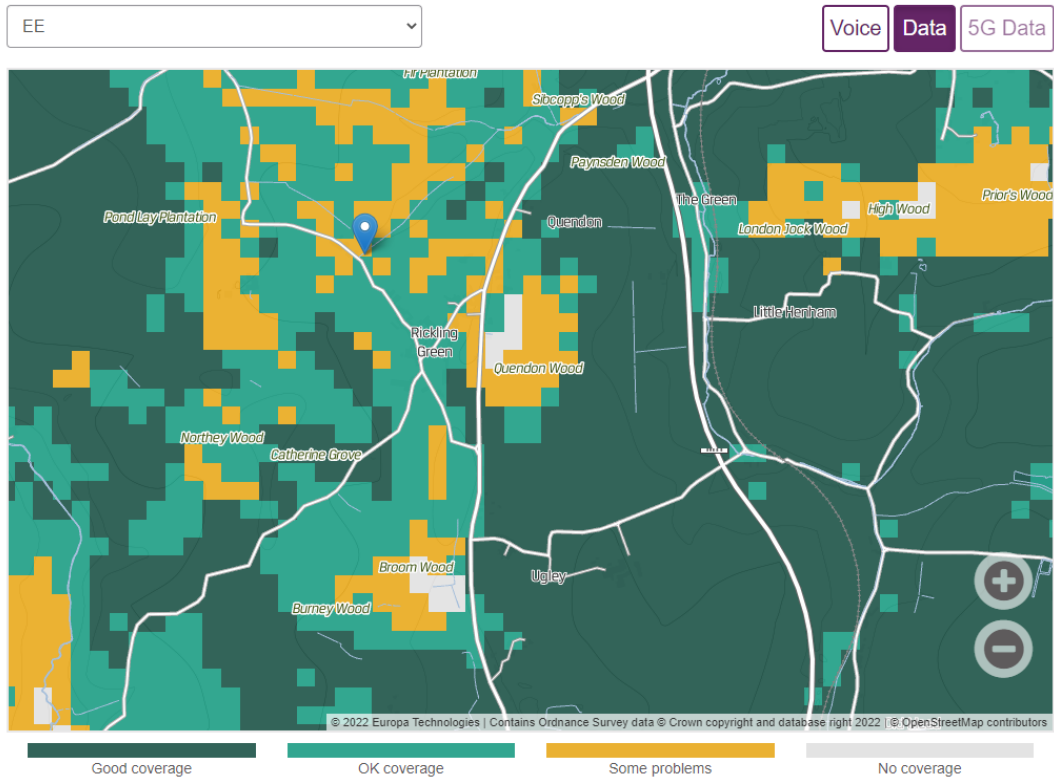 EE
Voice
Data
5G Data
Fir Plantation
Sibcopp's Wood
Paynsden Wood
The Green
Prior's Wood
High Wood
Pond Lay Plantation
Quendon
London Jock Wood
Little Henham
Rickling
Green
Quendon Wood
Northey Wood
Catherine Grove
Broom Wood
Ugley
Burney Wood
© 2022 Europa Technologies | Contains Ordnance Survey data © Crown copyright and database right 2022 | © OpenStreetMap contributors
Good coverage
OK coverage
Some problems
No coverage